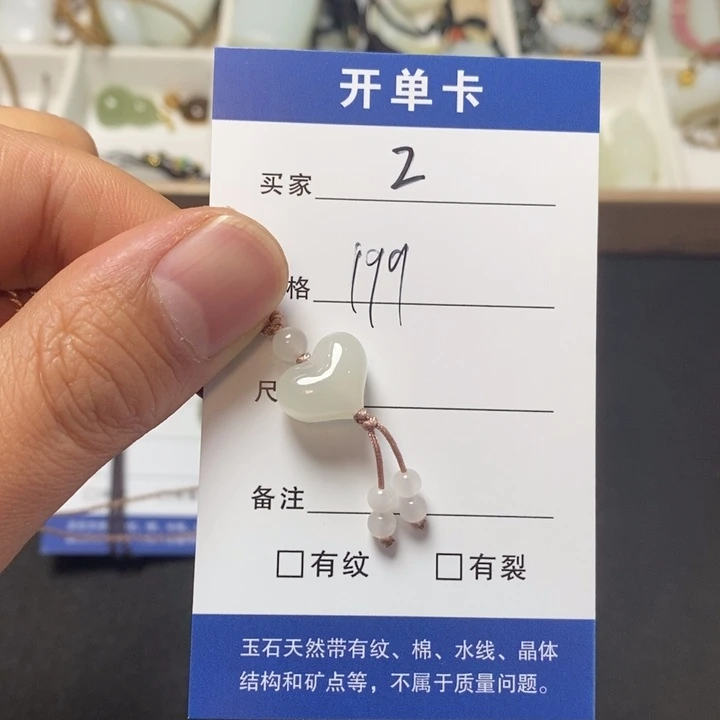 开单卡
买家 2
格 199
尺
备注
□有纹 □有裂
玉石天然带有纹、棉、水线、晶体
结构和矿点等，不属于质量问题。